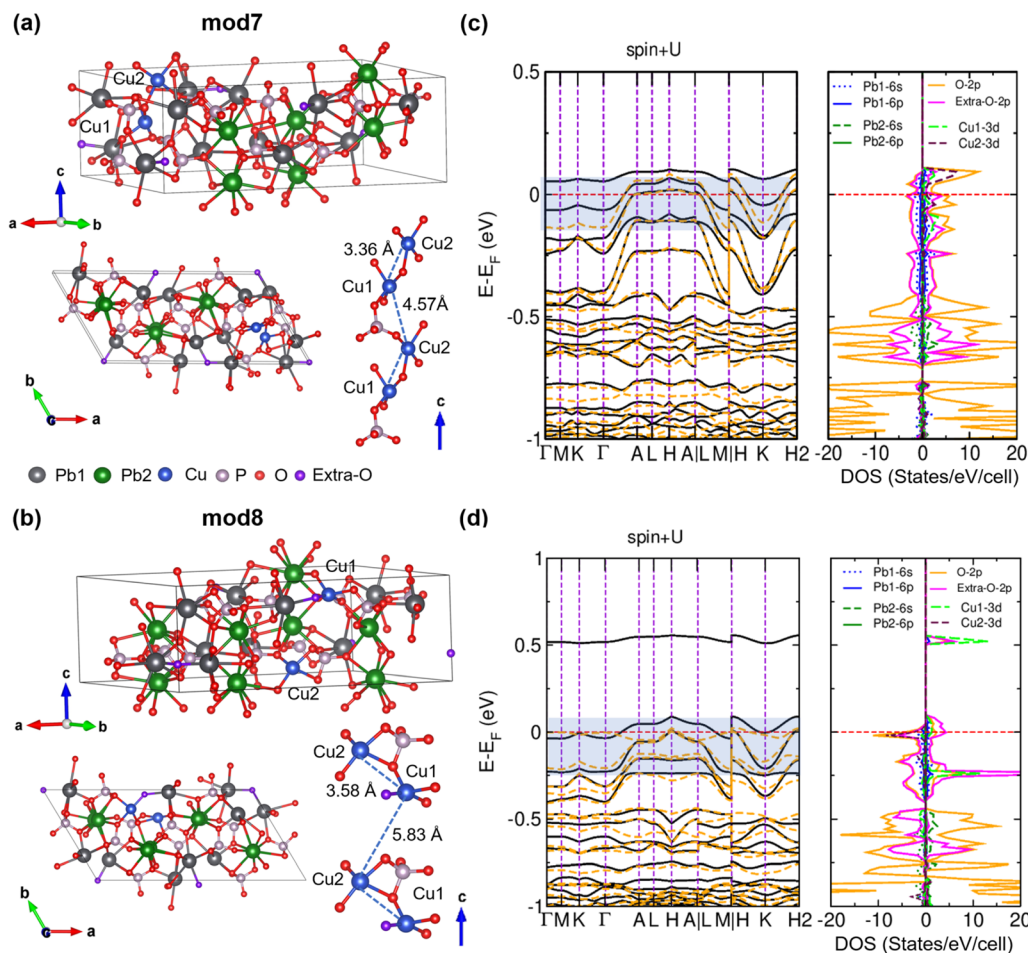 (a)
mod7
Cu2
Cu1
c
a
b
3.36 Å
Cu2
Cu1
4.57Å
Cu2
Cu1
b
a
c
Pb1 Pb2 Cu P O Extra-O
(b)
mod8
Cu1
Cu2
c
a
b
Cu2
Cu1
3.58 Å
5.83 Å
Cu2
Cu1
b
a
c
(c)
spin+U
0.5
0
-0.5
-1
E-EF (eV)
Γ M K Γ A L H A|L M|H K H2
Pb1-6s
Pb1-6p
Pb2-6s
Pb2-6p
O-2p
Extra-O-2p
Cu1-3d
Cu2-3d
-20 -10 0 10 20
DOS (States/eV/cell)
(d)
spin+U
1
0.5
0
-0.5
-1
E-EF (eV)
Γ M K Γ A L H A|L M|H K H2
Pb1-6s
Pb1-6p
Pb2-6s
Pb2-6p
O-2p
Extra-O-2p
Cu1-3d
Cu2-3d
-20 -10 0 10 20
DOS (States/eV/cell)